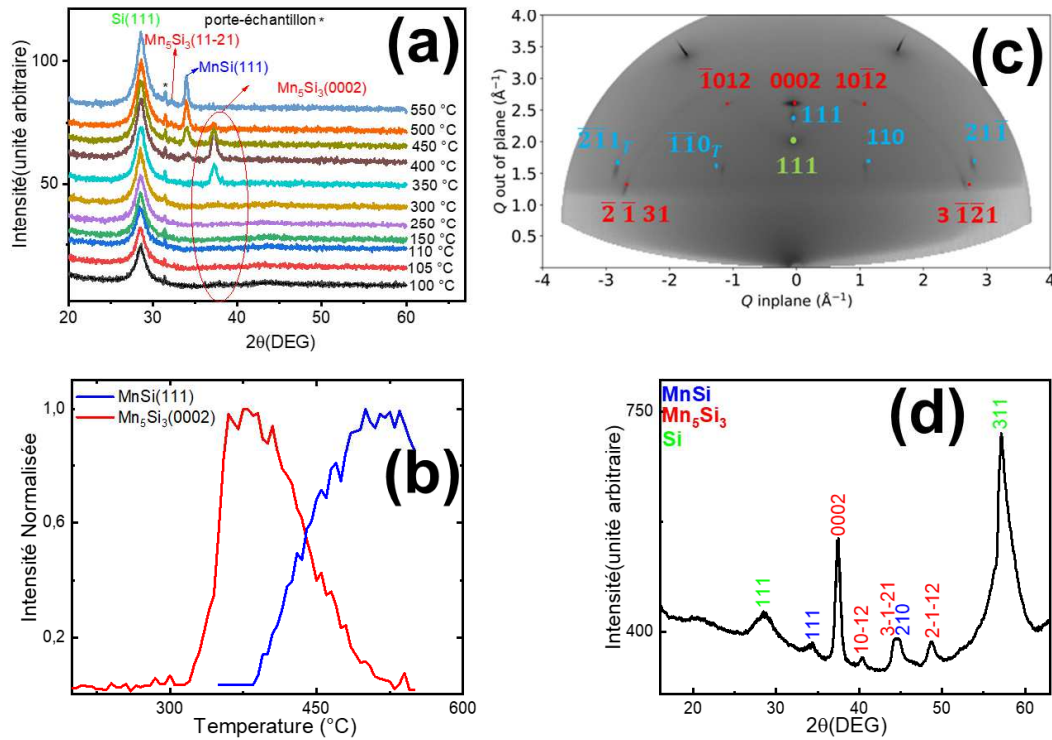 (a)
Si(111)
porte-échantillon *
Mn₅Si₃(11-21)
MnSi(111)
Mn₅Si₃(0002)
*
Intensité(unité arbitraire)
100
50
550 °C
500 °C
450 °C
400 °C
350 °C
300 °C
250 °C
150 °C
110 °C
105 °C
100 °C
20 30 40 50 60
2θ(DEG)
(c)
Q out of plane (Å⁻¹)
4.0
3.5
3.0
2.5
2.0
1.5
1.0
0.5
1̅012 0002 101̅2
111
2̅1̅1_T 1̅1̅0_T 111 110 211̅
2̅ 1̅ 31 3 1̅2̅1
-4 -3 -2 -1 0 1 2 3 4
Q inplane (Å⁻¹)
(b)
MnSi(111)
Mn₅Si₃(0002)
Intensité Normalisée
1,0
0,6
0,2
300 450 600
Temperature (°C)
(d)
MnSi
Mn₅Si₃
Si
Intensité(unité arbitraire)
750
400
111
111
0002
10-12
3-1-21
210
2-1-12
311
20 30 40 50 60
2θ(DEG)